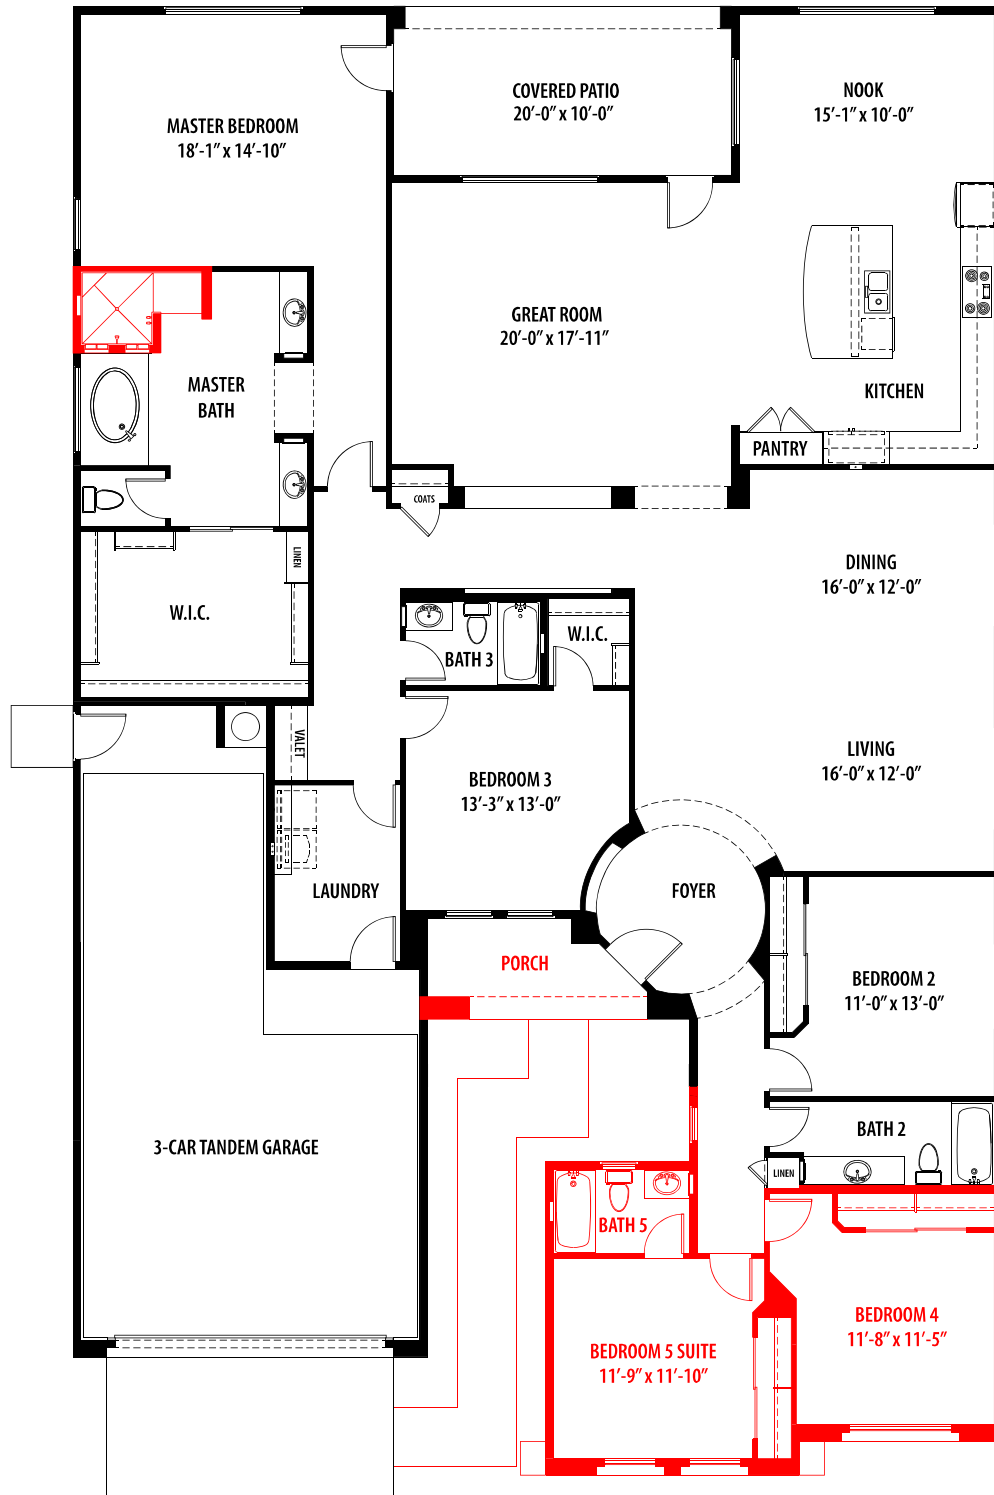 COVERED PATIO
20'-0" x 10'-0"
NOOK
15'-1" x 10'-0"
MASTER BEDROOM
18'-1" x 14'-10"
GREAT ROOM
20'-0" x 17'-11"
MASTER
BATH
KITCHEN
PANTRY
COATS
LINEN
DINING
16'-0" x 12'-0"
W.I.C.
W.I.C.
BATH 3
VALET
LIVING
16'-0" x 12'-0"
BEDROOM 3
13'-3" x 13'-0"
LAUNDRY
FOYER
PORCH
BEDROOM 2
11'-0" x 13'-0"
3-CAR TANDEM GARAGE
BATH 2
LINEN
BATH 5
BEDROOM 4
11'-8" x 11'-5"
BEDROOM 5 SUITE
11'-9" x 11'-10"